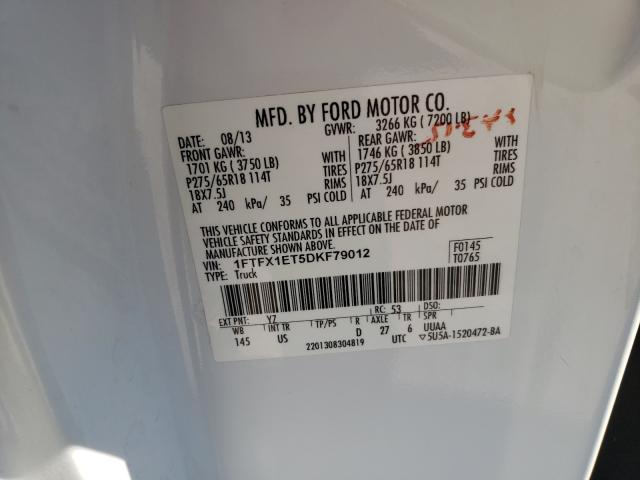 MFD. BY FORD MOTOR CO.
DATE: 08/13 GVWR: 3266 KG ( 7200 LB)
FRONT GAWR: REAR GAWR:
1701 KG ( 3750 LB) WITH 1746 KG ( 3850 LB) WITH
P275/65R18 114T TIRES P275/65R18 114T TIRES
18X7.5J RIMS 18X7.5J RIMS
AT 240 kPa/ 35 PSI COLD AT 240 kPa/ 35 PSI COLD
THIS VEHICLE CONFORMS TO ALL APPLICABLE FEDERAL MOTOR
VEHICLE SAFETY STANDARDS IN EFFECT ON THE DATE OF
MANUFACTURE SHOWN ABOVE.
VIN: 1FTFX1ET5DKF79012 F0145
TYPE: Truck T0765
EXT PNT: YZ RC: 53 DSO:
WB INT TR TP/PS R AXLE TR SPR
145 US D 27 6 UUAA
2201308304819 UTC ▽5U5A-1520472-BA